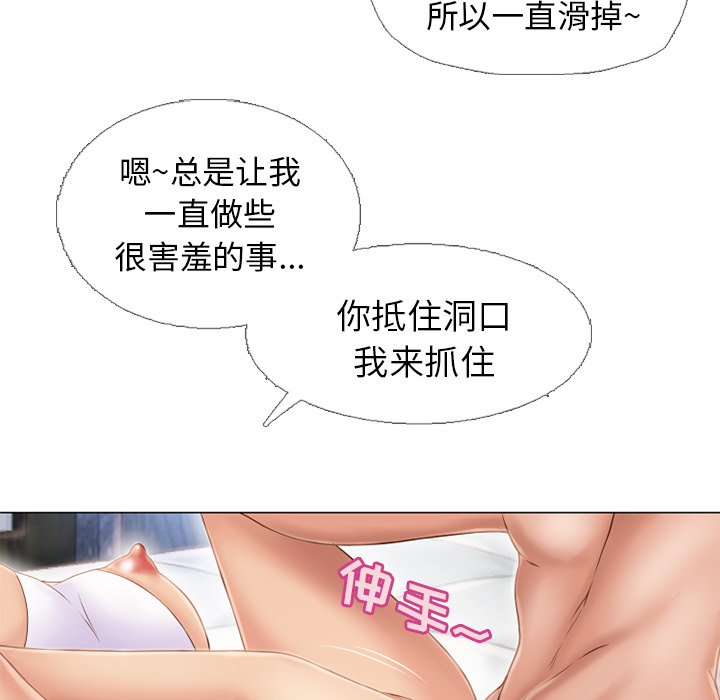 所以一直滑掉~
嗯~总是让我
一直做些
很害羞的事...
你抵住洞口
我来抓住
伸手~